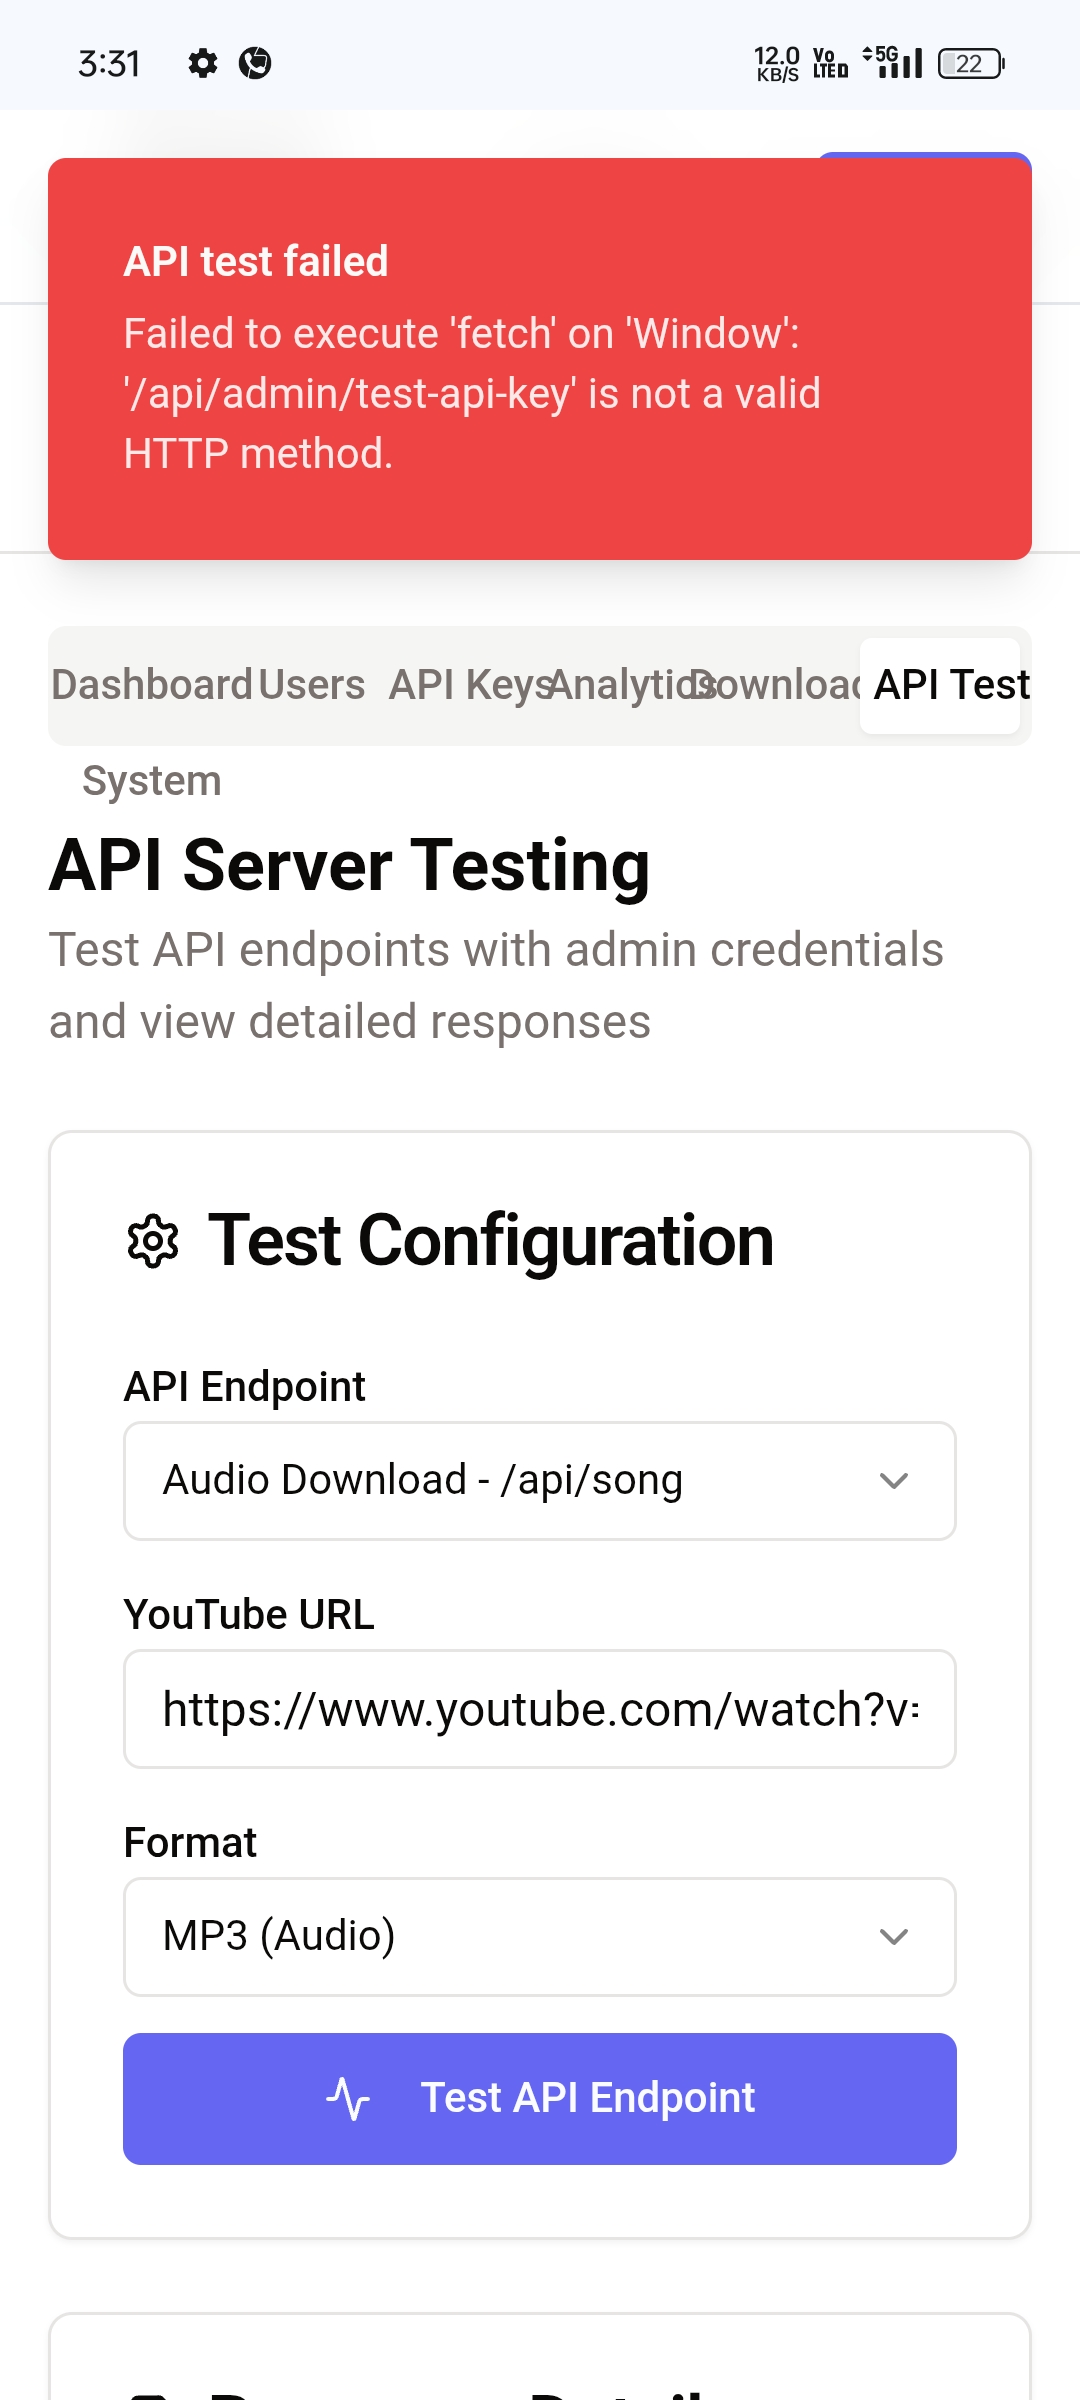 3:31
12.0 KB/S Vo LTE D 5G 22
API test failed
Failed to execute 'fetch' on 'Window':
'/api/admin/test-api-key' is not a valid
HTTP method.
Dashboard Users API Keys Analytics Download API Test
System
API Server Testing
Test API endpoints with admin credentials
and view detailed responses
Test Configuration
API Endpoint
Audio Download - /api/song
YouTube URL
https://www.youtube.com/watch?v=
Format
MP3 (Audio)
Test API Endpoint